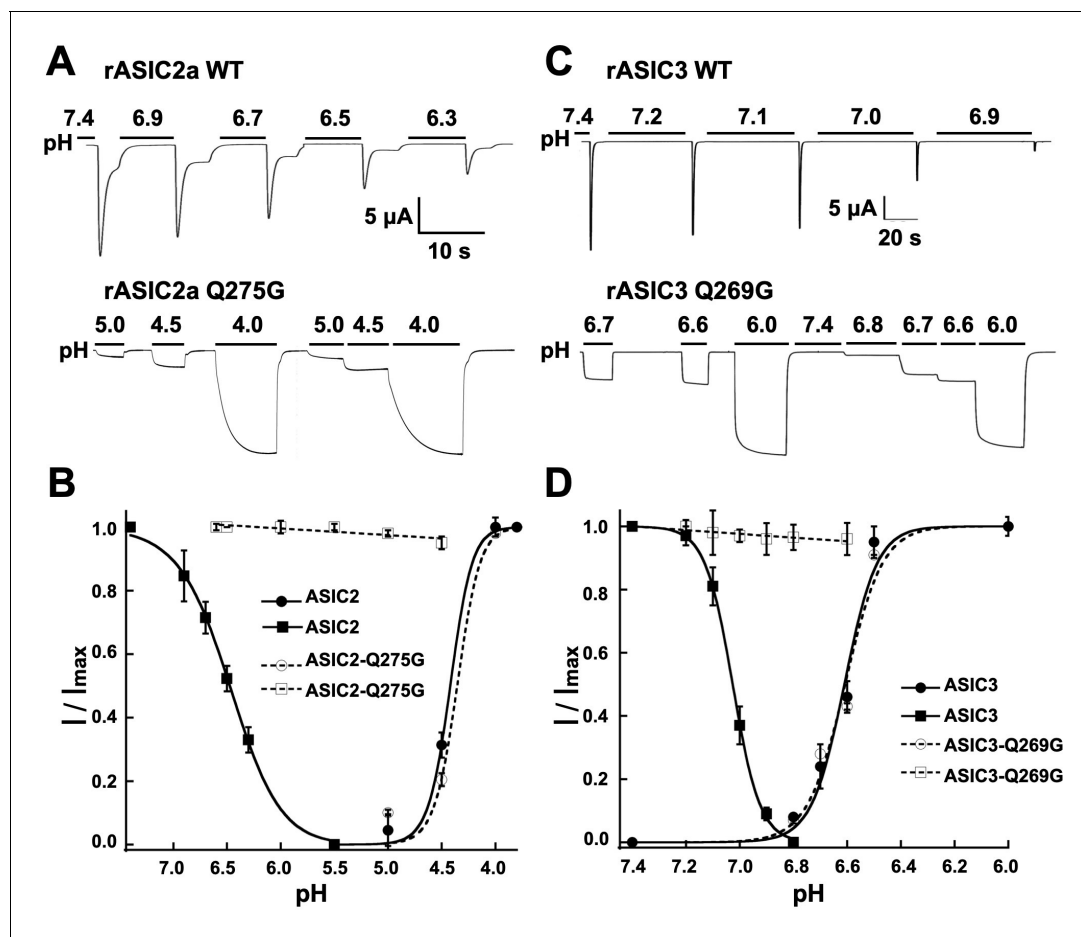 A
rASIC2a WT
7.4 6.9 6.7 6.5 6.3
pH
5 µA
10 s
rASIC2a Q275G
5.0 4.5 4.0 5.0 4.5 4.0
pH
C
rASIC3 WT
7.4 7.2 7.1 7.0 6.9
pH
5 µA
20 s
rASIC3 Q269G
6.7 6.6 6.0 7.4 6.8 6.7 6.6 6.0
pH
B
1.0
0.8
0.6
0.4
0.2
0.0
I / Imax
ASIC2
ASIC2
ASIC2-Q275G
ASIC2-Q275G
7.0 6.5 6.0 5.5 5.0 4.5 4.0
pH
D
1.0
0.8
0.6
0.4
0.2
0.0
I / Imax
ASIC3
ASIC3
ASIC3-Q269G
ASIC3-Q269G
7.4 7.2 7.0 6.8 6.6 6.4 6.2 6.0
pH